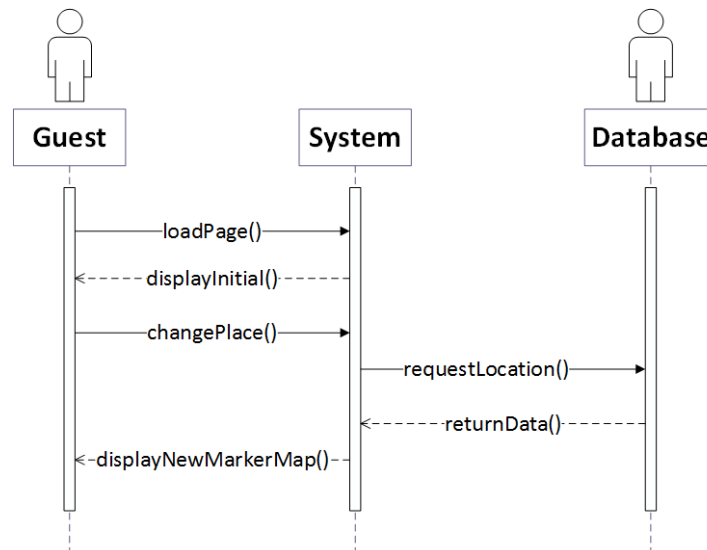 Guest
System
Database
loadPage()
displayInitial()
changePlace()
requestLocation()
returnData()
displayNewMarkerMap()